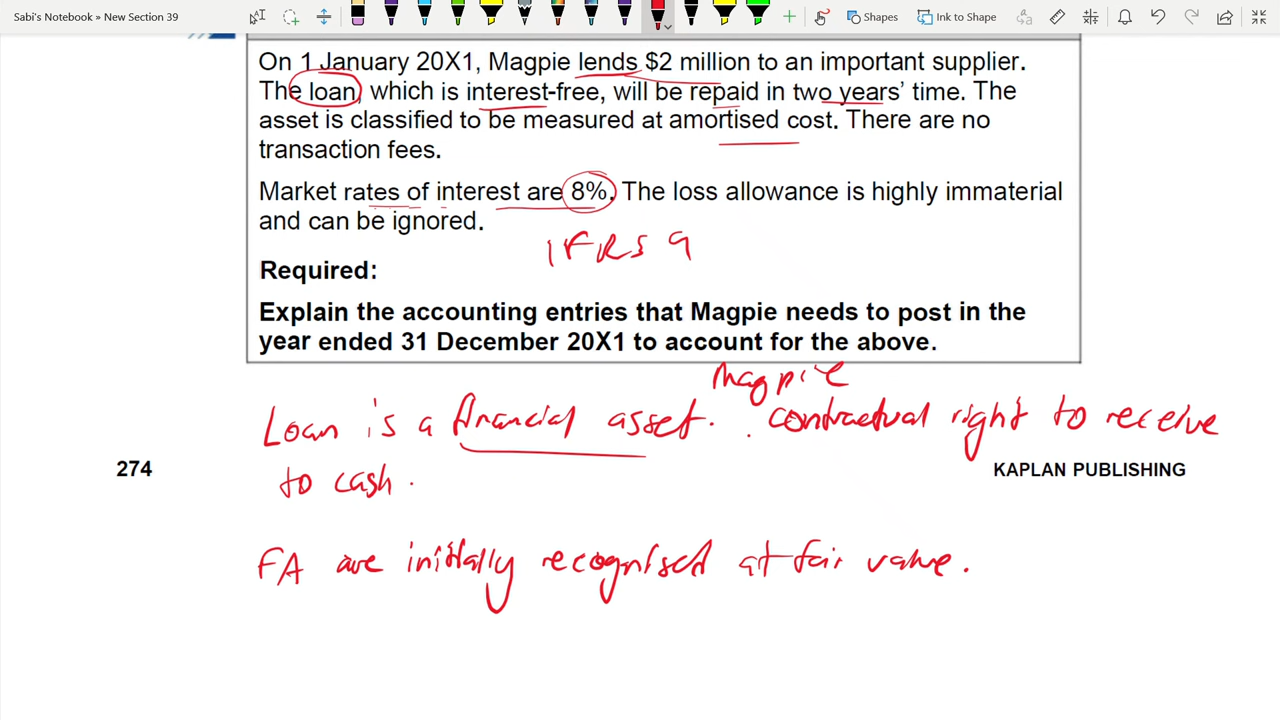 Sabi's Notebook » New Section 39
Shapes
Ink to Shape
On 1 January 20X1, Magpie lends $2 million to an important supplier.
The loan, which is interest-free, will be repaid in two years' time. The
asset is classified to be measured at amortised cost. There are no
transaction fees.
Market rates of interest are 8%. The loss allowance is highly immaterial
and can be ignored.
IFRS 9
Required:
Explain the accounting entries that Magpie needs to post in the
year ended 31 December 20X1 to account for the above.
Magpie
Loan is a financial asset. . contractual right to receive
274
KAPLAN PUBLISHING
to cash.
FA are initially recognised at fair value.